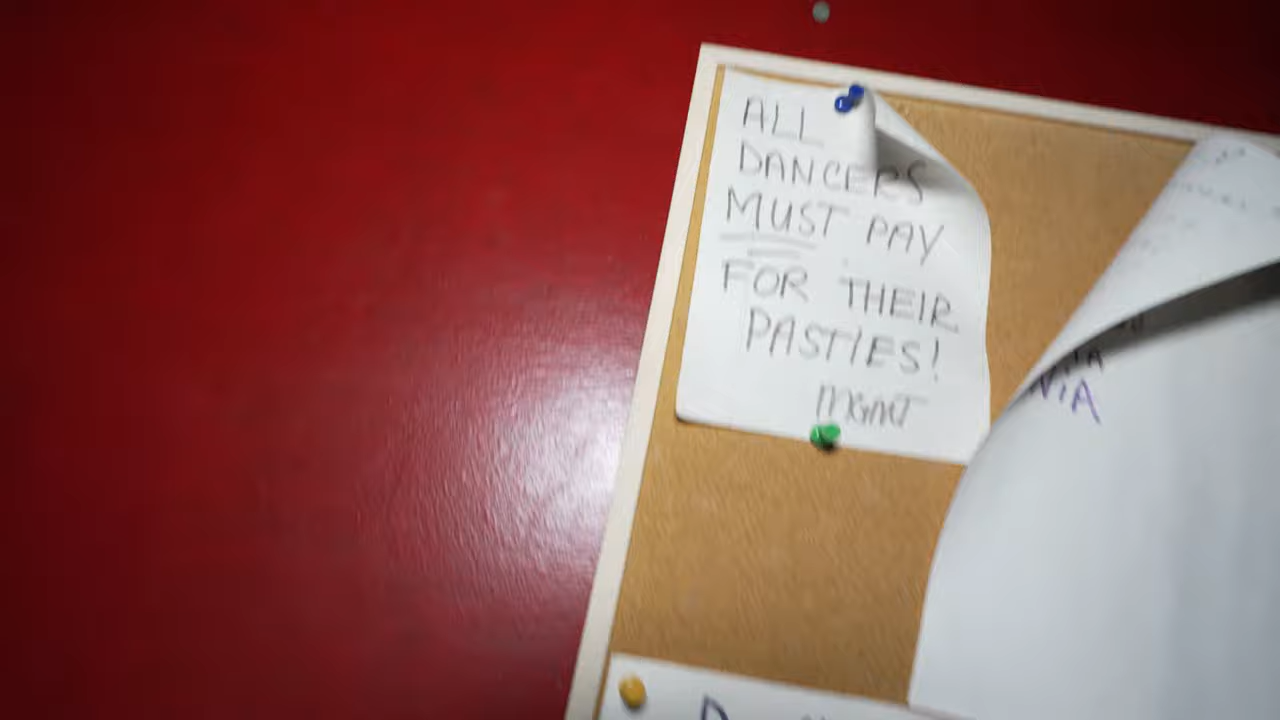 ALL
DANCERS
MUST PAY
FOR THEIR
PASTIES!
MGMT